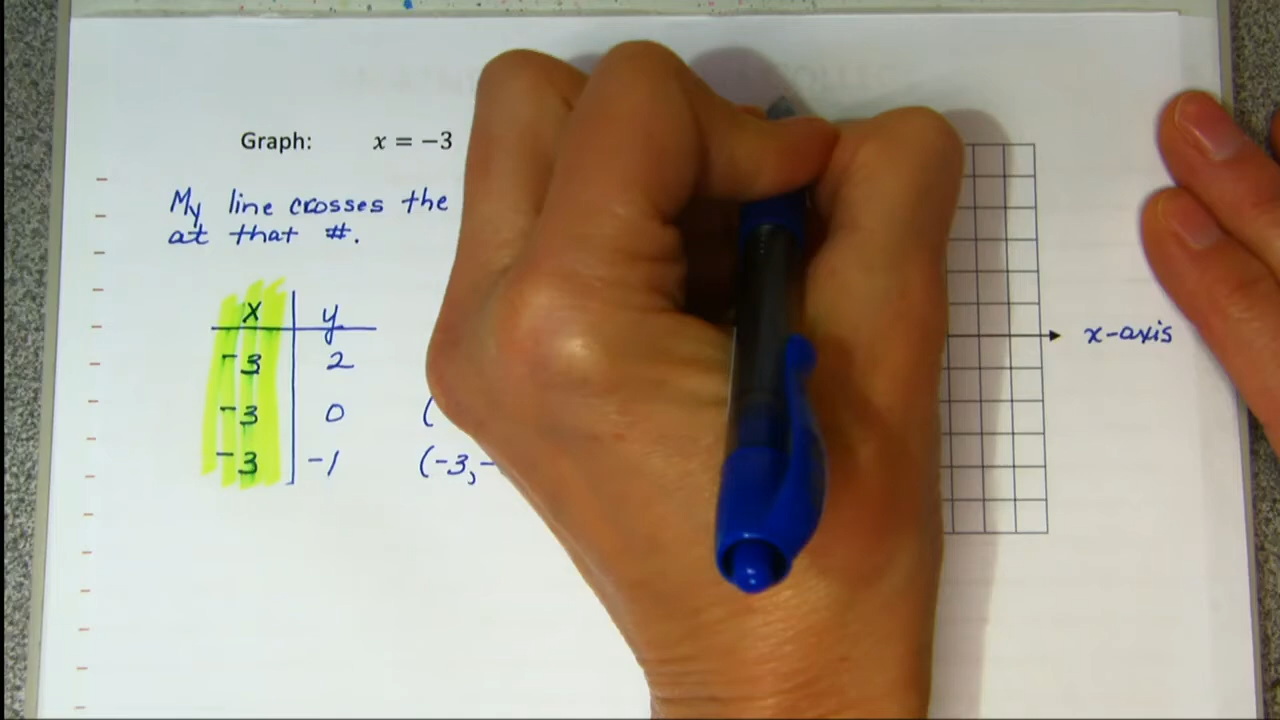 Graph: x = −3
My line crosses the
at that #.
x y
-3 2
-3 0 (
-3 -1 (-3,-
x-axis